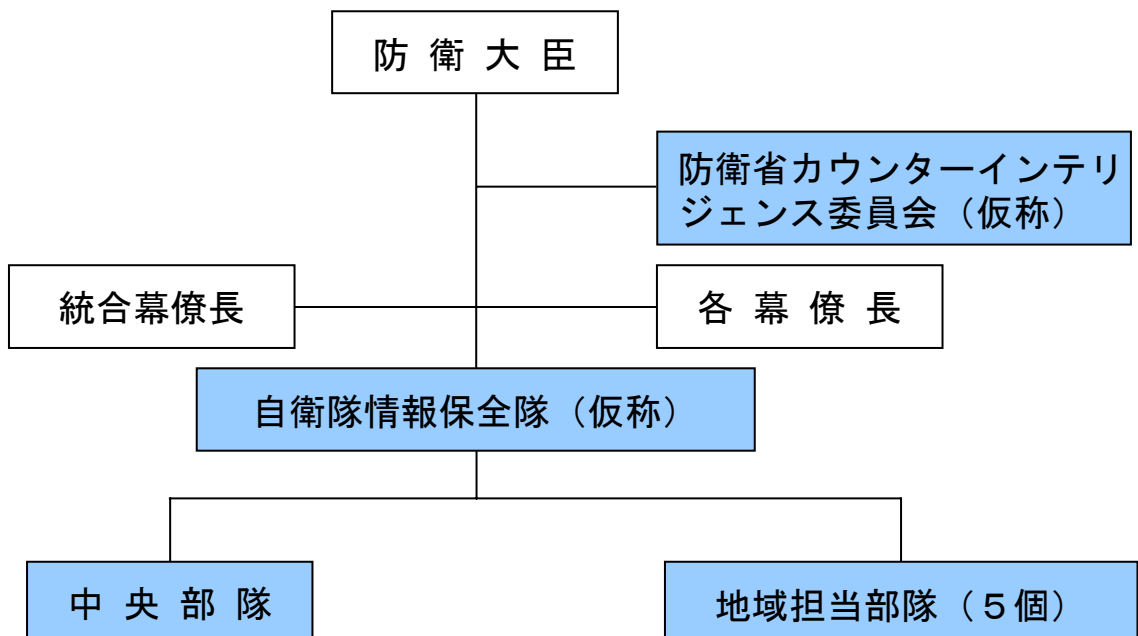 防 衛 大 臣
防衛省カウンターインテリ
ジェンス委員会（仮称）
統合幕僚長
各 幕 僚 長
自衛隊情報保全隊（仮称）
中 央 部 隊
地域担当部隊（５個）